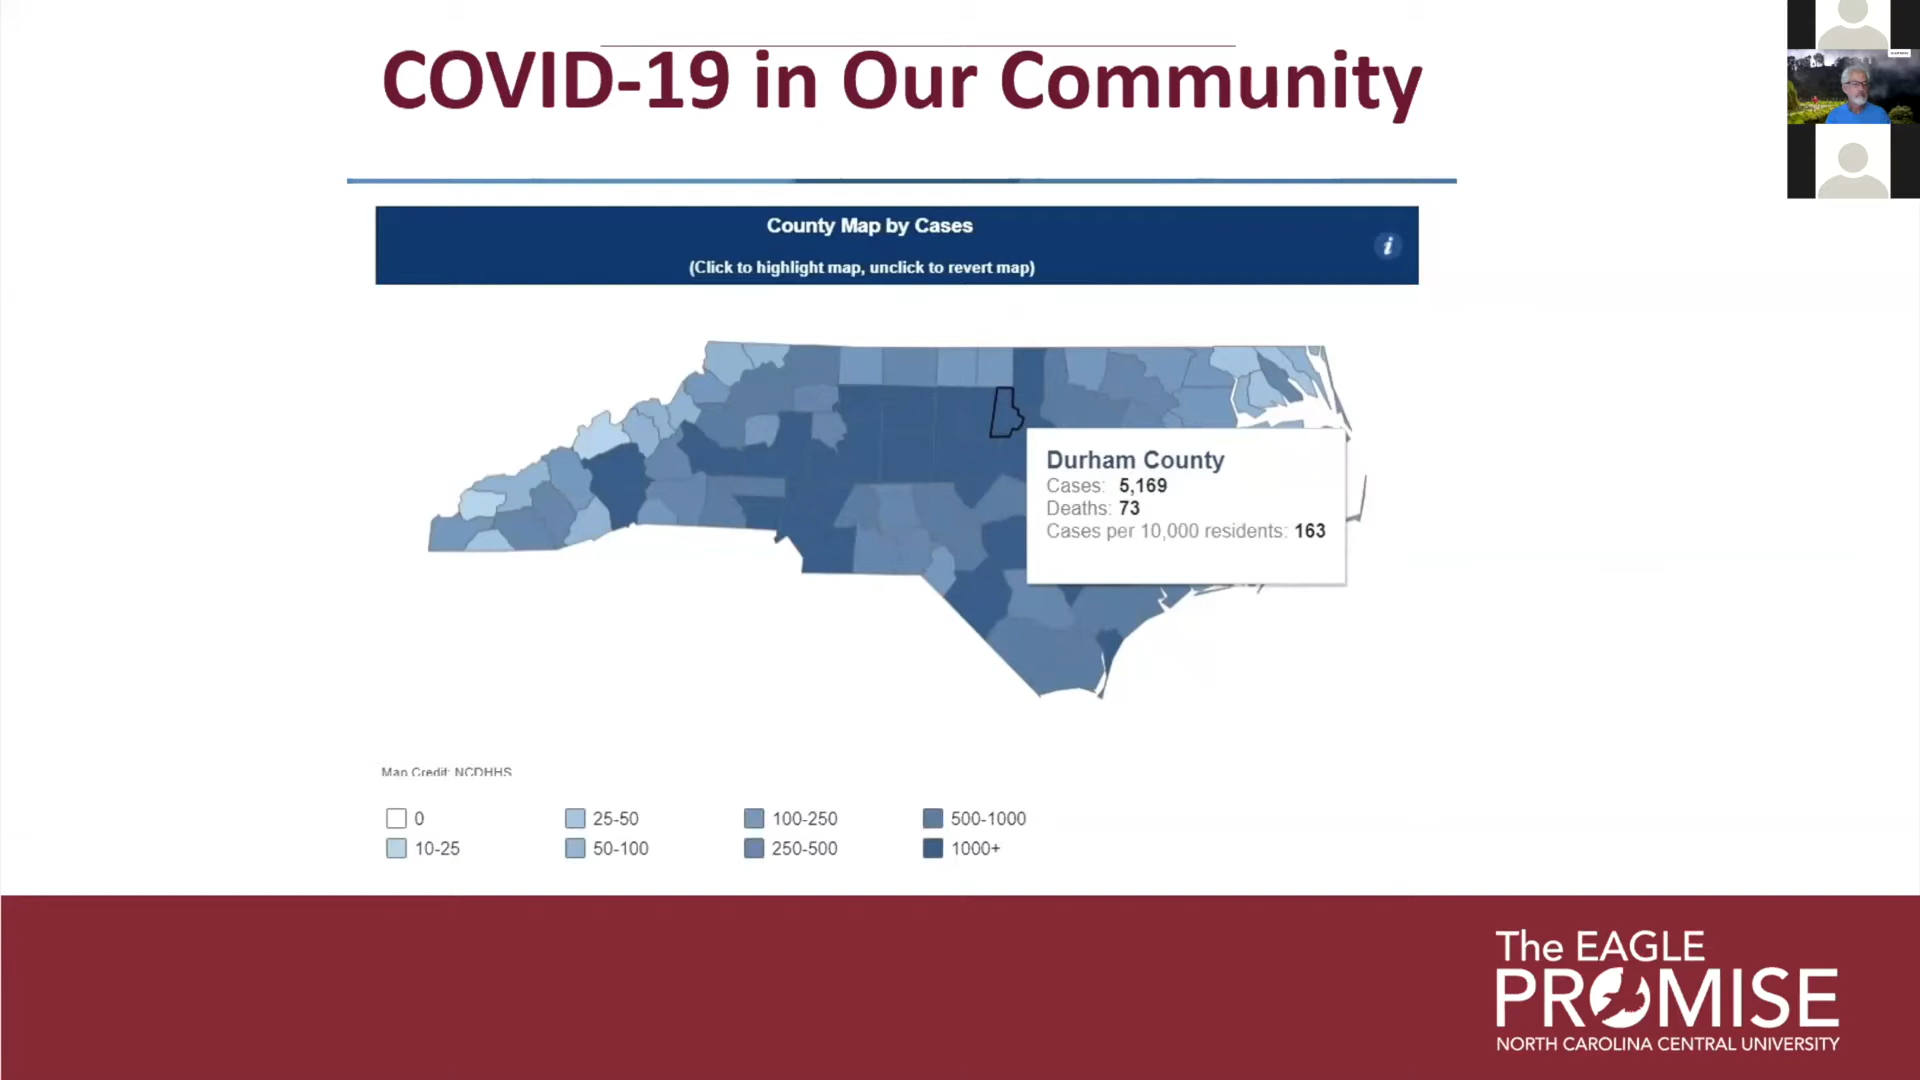 COVID-19 in Our Community
County Map by Cases
i
(Click to highlight map, unclick to revert map)
Durham County
Cases: 5,169
Deaths: 73
Cases per 10,000 residents: 163
Map Credit: NCDHHS
0
25-50
100-250
500-1000
10-25
50-100
250-500
1000+
The EAGLE
PROMISE
NORTH CAROLINA CENTRAL UNIVERSITY